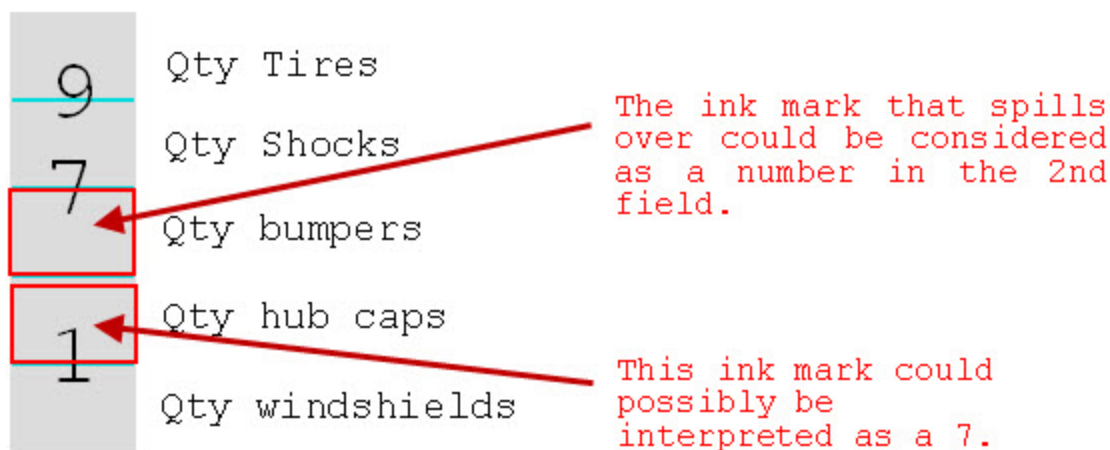 9
Qty Tires
7
Qty Shocks
Qty bumpers
1
Qty hub caps
Qty windshields
The ink mark that spills
over could be considered
as a number in the 2nd
field.
This ink mark could
possibly be
interpreted as a 7.